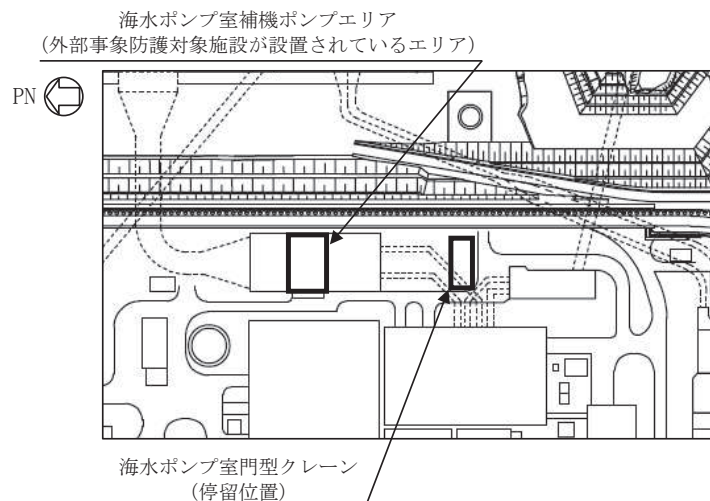 海水ポンプ室補機ポンプエリア
（外部事象防護対象施設が設置されているエリア）
PN
海水ポンプ室門型クレーン
（停留位置）